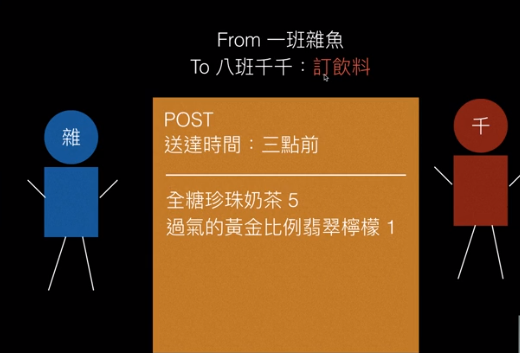 From 一班雜魚
To 八班千千：訂飲料
雜
千
POST
送達時間：三點前
全糖珍珠奶茶 5
過氣的黃金比例翡翠檸檬 1